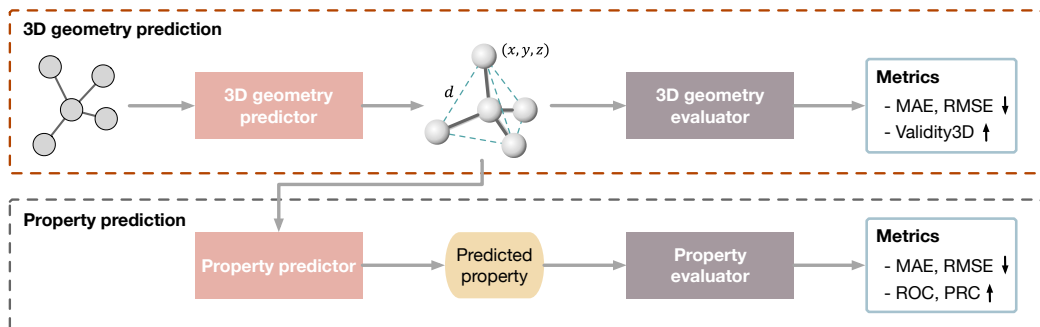 3D geometry prediction
(x, y, z)
d
3D geometry
predictor
3D geometry
evaluator
Metrics
- MAE, RMSE ↓
- Validity3D ↑
Property prediction
Property predictor
Predicted
property
Property
evaluator
Metrics
- MAE, RMSE ↓
- ROC, PRC ↑